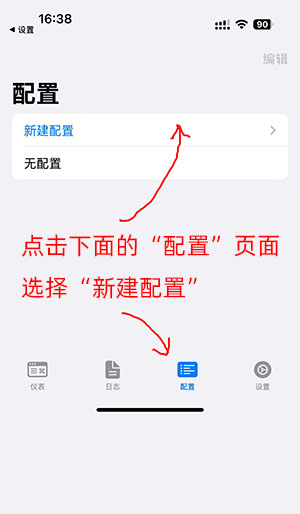 16:38
90
设置
编辑
配置
新建配置
无配置
点击下面的“配置”页面
选择“新建配置”
仪表
日志
配置
设置